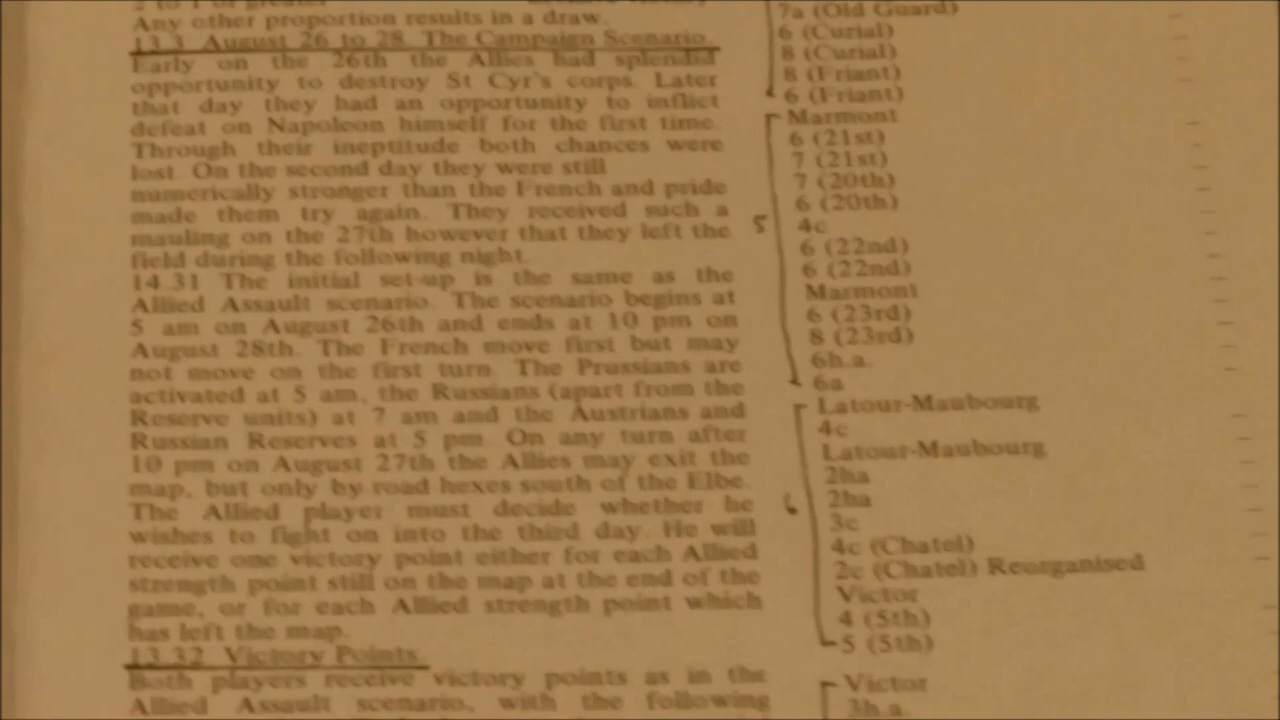 2 to 1 or greater
Any other proportion results in a draw.
13.3 August 26 to 28. The Campaign Scenario.
Early on the 26th the Allies had splendid
opportunity to destroy St Cyr's corps. Later
that day they had an opportunity to inflict
defeat on Napoleon himself for the first time.
Through their ineptitude both chances were
lost. On the second day they were still
numerically stronger than the French and pride
made them try again. They received such a
mauling on the 27th however that they left the
field during the following night.
14.31 The initial set-up is the same as the
Allied Assault scenario. The scenario begins at
5 am on August 26th and ends at 10 pm on
August 28th. The French move first but may
not move on the first turn. The Prussians are
activated at 5 am, the Russians (apart from the
Reserve units) at 7 am and the Austrians and
Russian Reserves at 5 pm. On any turn after
10 pm on August 27th the Allies may exit the
map, but only by road hexes south of the Elbe.
The Allied player must decide whether he
wishes to fight on into the third day. He will
receive one victory point either for each Allied
strength point still on the map at the end of the
game, or for each Allied strength point which
has left the map.
13.32 Victory Points.
Both players receive victory points as in the
Allied Assault scenario, with the following
7a (Old Guard)
6 (Curial)
8 (Curial)
8 (Friant)
6 (Friant)
Marmont
6 (21st)
7 (21st)
7 (20th)
6 (20th)
5 4c
6 (22nd)
6 (22nd)
Marmont
6 (23rd)
8 (23rd)
6h.a.
6a
Latour-Maubourg
4c
Latour-Maubourg
2ha
6 2ha
3c
4c (Chatel)
2c (Chatel) Reorganised
Victor
4 (5th)
5 (5th)
Victor
3h.a.